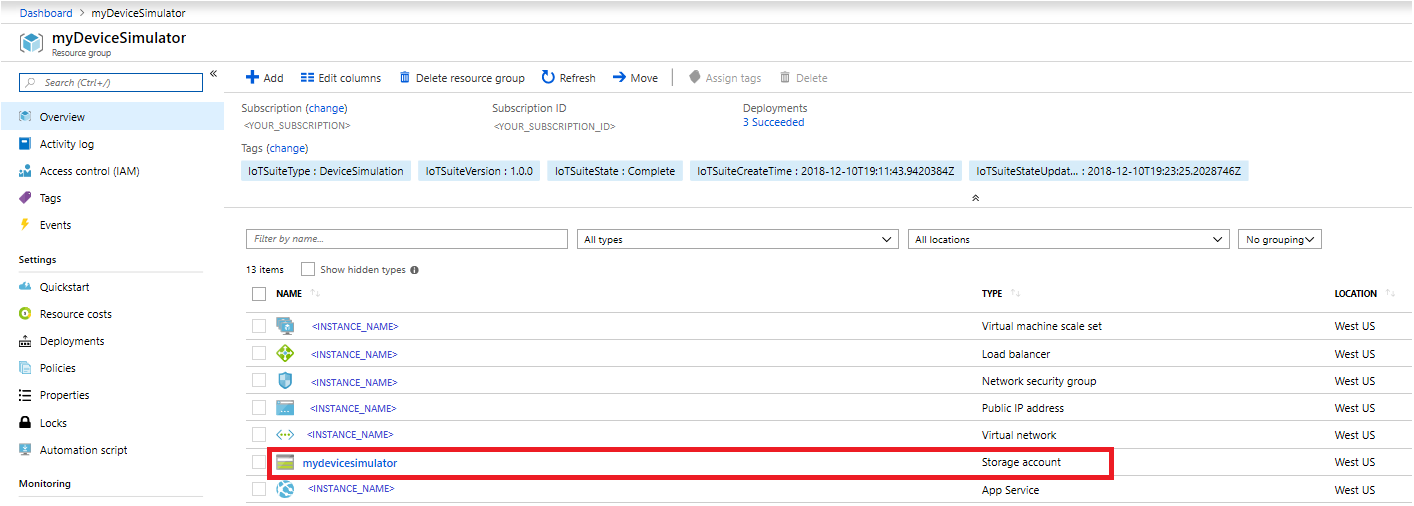 Dashboard > myDeviceSimulator
myDeviceSimulator
Resource group
Search (Ctrl+/)
«
Overview
Activity log
Access control (IAM)
Tags
Events
Settings
Quickstart
Resource costs
Deployments
Policies
Properties
Locks
Automation script
Monitoring
Add Edit columns Delete resource group Refresh Move Assign tags Delete
Subscription (change) Subscription ID Deployments
<YOUR_SUBSCRIPTION> <YOUR_SUBSCRIPTION_ID> 3 Succeeded
Tags (change)
IoTSuiteType : DeviceSimulation IoTSuiteVersion : 1.0.0 IoTSuiteState : Complete IoTSuiteCreateTime : 2018-12-10T19:11:43.9420384Z IoTSuiteStateUpdat... : 2018-12-10T19:23:25.2028746Z
Filter by name... All types All locations No grouping
13 items Show hidden types
NAME TYPE LOCATION
<INSTANCE_NAME> Virtual machine scale set West US
<INSTANCE_NAME> Load balancer West US
<INSTANCE_NAME> Network security group West US
<INSTANCE_NAME> Public IP address West US
<INSTANCE_NAME> Virtual network West US
mydevicesimulator Storage account West US
<INSTANCE_NAME> App Service West US